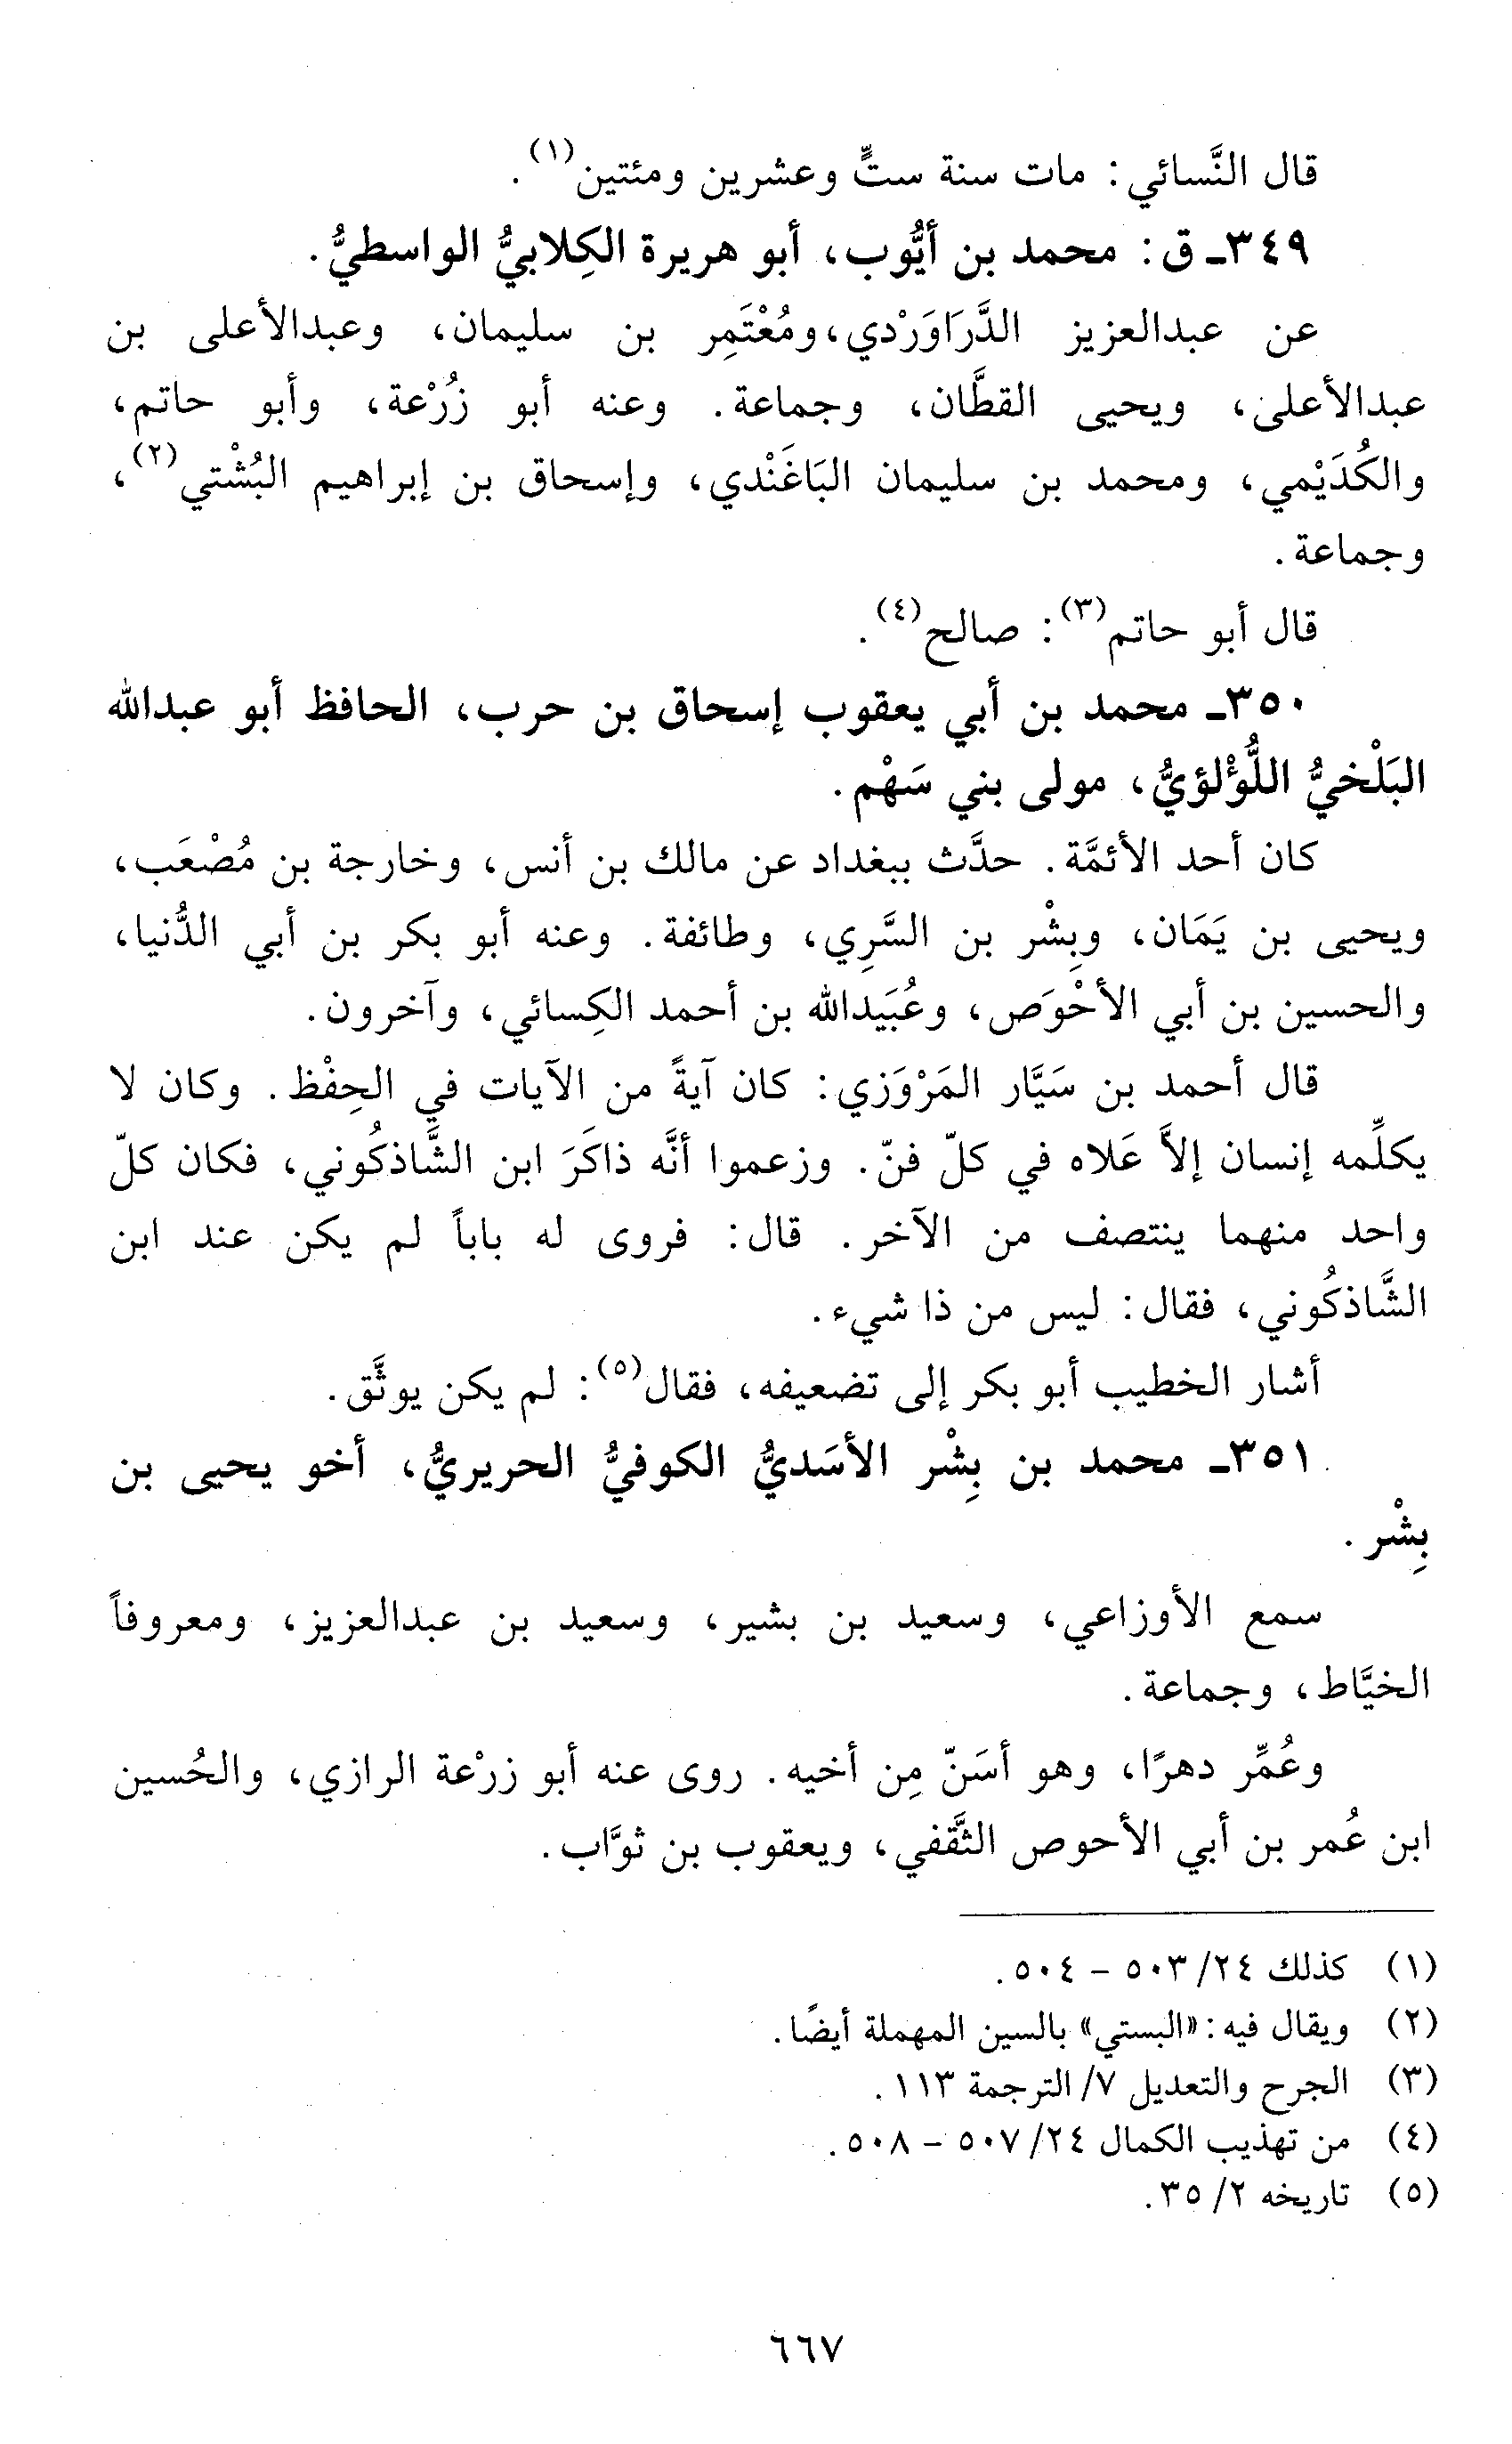 قال النَّسائي: مات سنة ستٍّ وعشرين ومئتين(١).
٣٤٩ـ ق: محمد بن أيُّوب، أبو هريرة الكِلابيُّ الواسطيُّ.
عن عبدالعزيز الدَّرَاوَرْدي، ومُعْتَمِر بن سليمان، وعبدالأعلى بن
عبدالأعلى، ويحيى القطَّان، وجماعة. وعنه أبو زُرْعة، وأبو حاتم،
والكُدَيْمي، ومحمد بن سليمان البَاغَنْدي، وإسحاق بن إبراهيم البُشْتي(٢)،
وجماعة.
قال أبو حاتم(٣): صالح(٤).
٣٥٠ـ محمد بن أبي يعقوب إسحاق بن حرب، الحافظ أبو عبدالله
البَلْخيُّ اللُّؤْلؤيُّ، مولى بني سَهْم.
كان أحد الأئمَّة. حدَّث ببغداد عن مالك بن أنس، وخارجة بن مُصْعَب،
ويحيى بن يَمَان، وبِشْر بن السَّرِي، وطائفة. وعنه أبو بكر بن أبي الدُّنيا،
والحسين بن أبي الأحْوَص، وعُبَيدالله بن أحمد الكِسائي، وآخرون.
قال أحمد بن سَيَّار المَرْوَزي: كان آيةً من الآيات في الحِفْظ. وكان لا
يكلِّمه إنسان إلاَّ عَلاه في كلّ فنّ. وزعموا أنَّه ذاكَرَ ابن الشَّاذكُوني، فكان كلّ
واحد منهما ينتصف من الآخر. قال: فروى له باباً لم يكن عند ابن
الشَّاذكُوني، فقال: ليس من ذا شيء.
أشار الخطيب أبو بكر إلى تضعيفه، فقال(٥): لم يكن يوثَّق.
٣٥١ـ محمد بن بِشْر الأسَديُّ الكوفيُّ الحريريُّ، أخو يحيى بن
بِشْر.
سمع الأوزاعي، وسعيد بن بشير، وسعيد بن عبدالعزيز، ومعروفاً
الخيَّاط، وجماعة.
وعُمِّر دهرًا، وهو أسَنّ مِن أخيه. روى عنه أبو زرْعة الرازي، والحُسين
ابن عُمر بن أبي الأحوص الثَّقفي، ويعقوب بن ثوَّاب.
(١) كذلك ٢٤/ ٥٠٣ – ٥٠٤.
(٢) ويقال فيه: «البستي» بالسين المهملة أيضًا.
(٣) الجرح والتعديل ٧/ الترجمة ١١٣.
(٤) من تهذيب الكمال ٢٤/ ٥٠٧ – ٥٠٨.
(٥) تاريخه ٢/ ٣٥.
٦٦٧